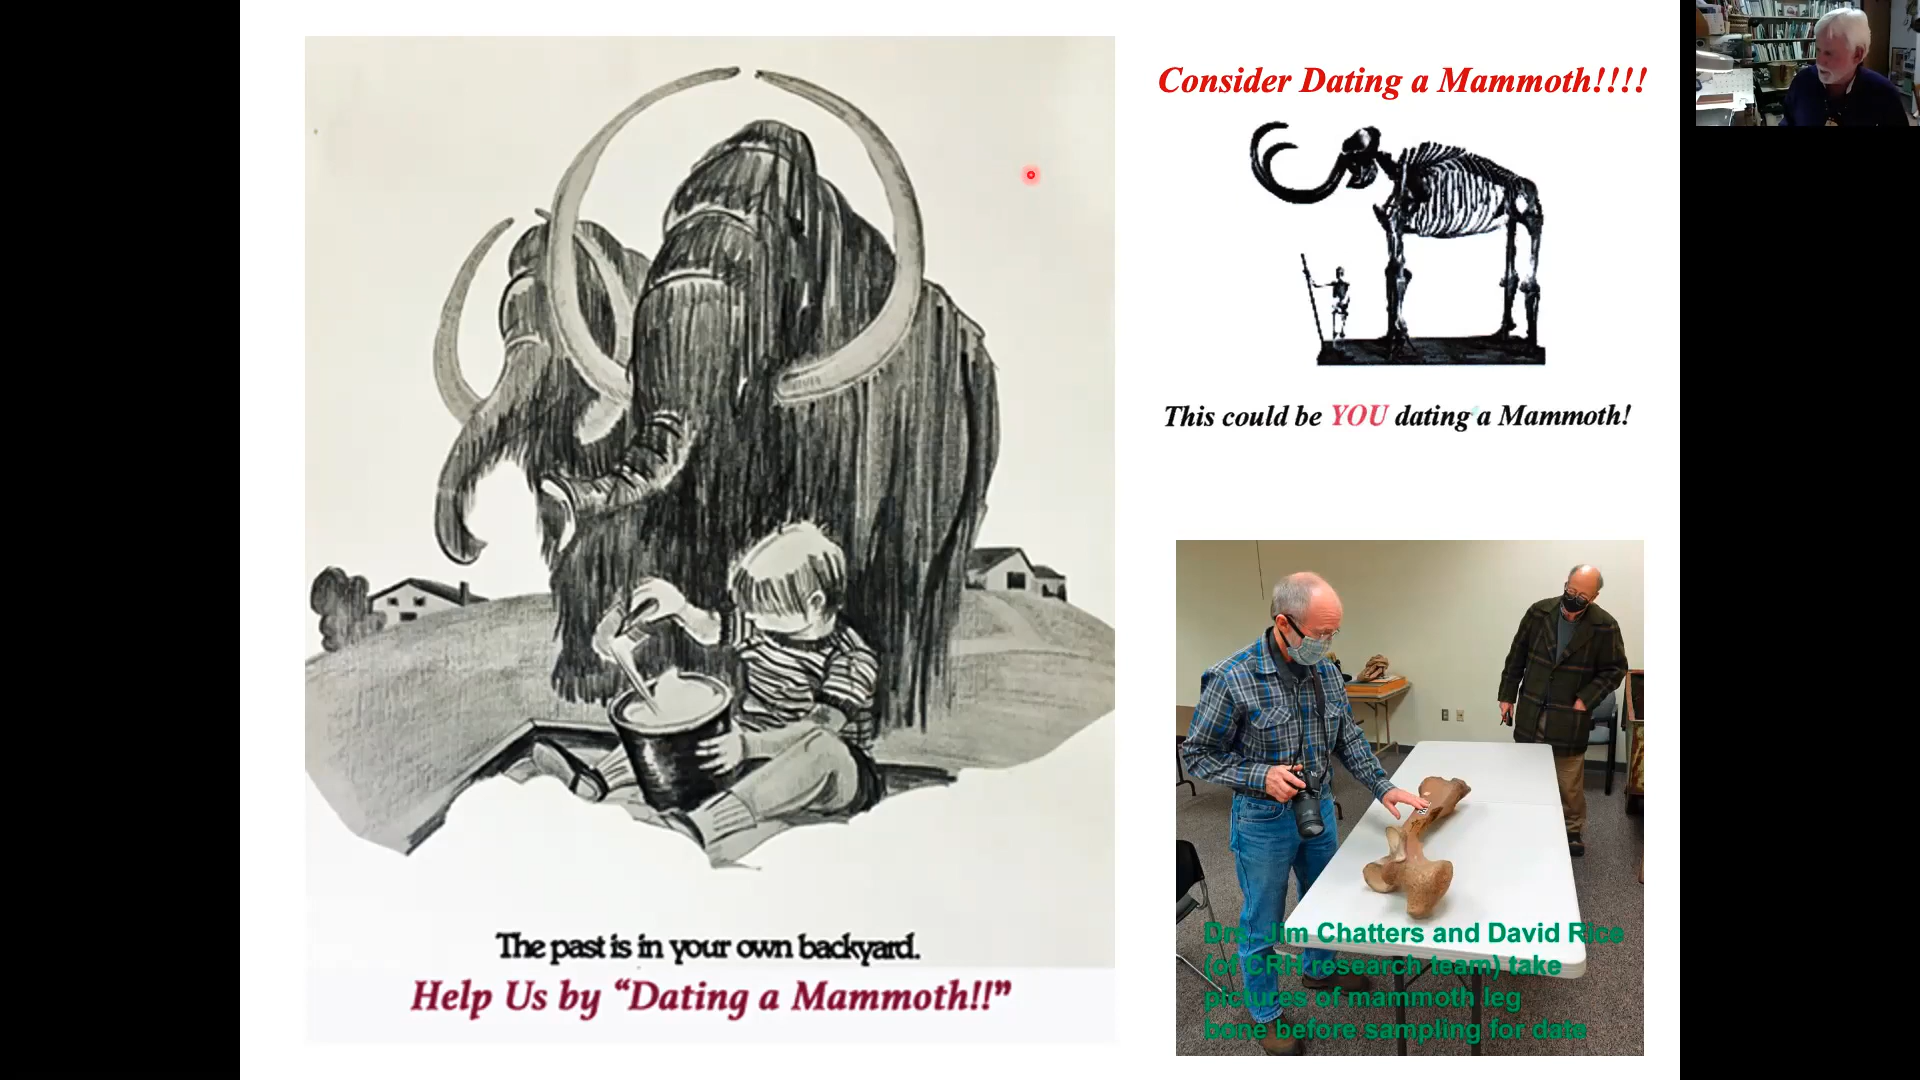 Consider Dating a Mammoth!!!!
This could be YOU dating a Mammoth!
The past is in your own backyard.
Help Us by “Dating a Mammoth!!”
Drs. Jim Chatters and David Rice
(of CRH research team) take
pictures of mammoth leg
bone before sampling for date